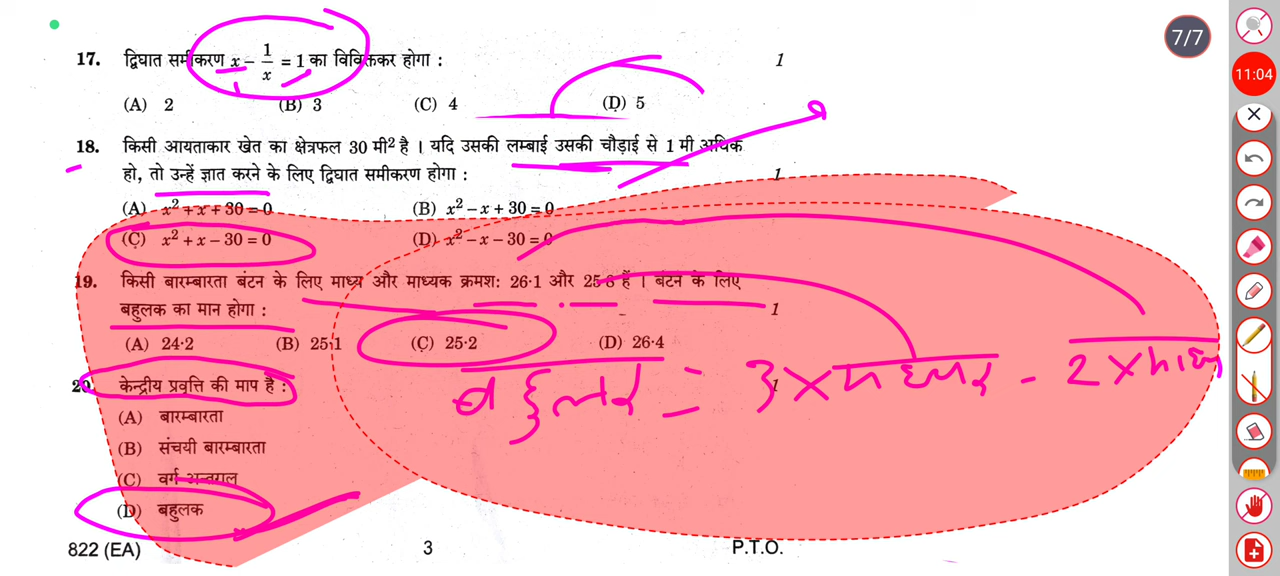 7/7
11:04
17. द्विघात समीकरण x − 1/x = 1 का विविक्तकर होगा : 1
(A) 2 (B) 3 (C) 4 (D) 5
18. किसी आयताकार खेत का क्षेत्रफल 30 मी² है । यदि उसकी लम्बाई उसकी चौड़ाई से 1 मी अधिक
हो, तो उन्हें ज्ञात करने के लिए द्विघात समीकरण होगा : 1
(A) x² + x + 30 = 0 (B) x² − x + 30 = 0
(C) x² + x − 30 = 0 (D) x² − x − 30 = 0
19. किसी बारम्बारता बंटन के लिए माध्य और माध्यक क्रमश: 26·1 और 25·8 हैं । बंटन के लिए
बहुलक का मान होगा : 1
(A) 24·2 (B) 25·1 (C) 25·2 (D) 26·4
बहुलक = 3 × माध्यक - 2 × माध्य
20. केन्द्रीय प्रवृत्ति की माप है : 1
(A) बारम्बारता
(B) संचयी बारम्बारता
(C) वर्ग अन्तराल
(D) बहुलक
822 (EA) 3 P.T.O.